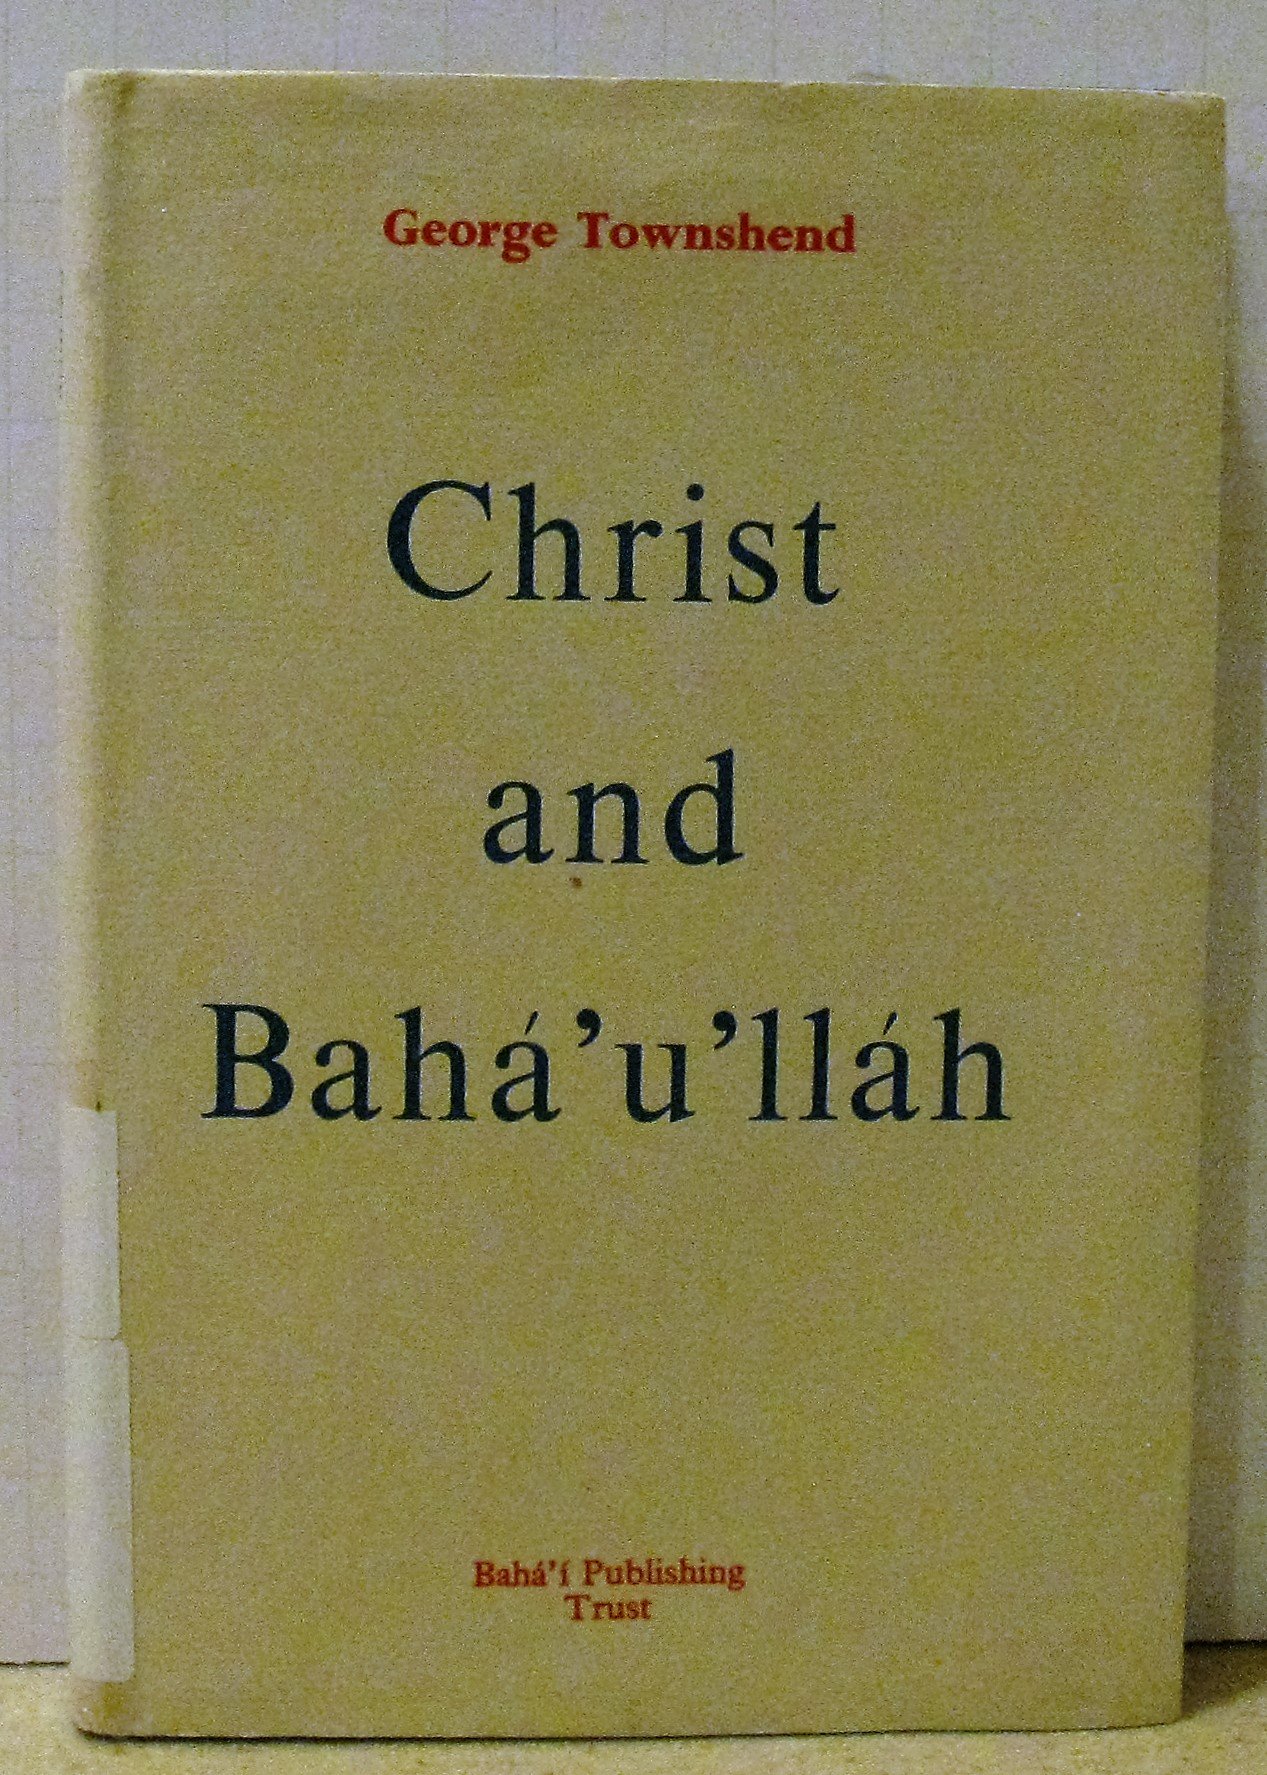 George Townshend
Christ
and
Bahá’u’lláh
Bahá’í Publishing
Trust